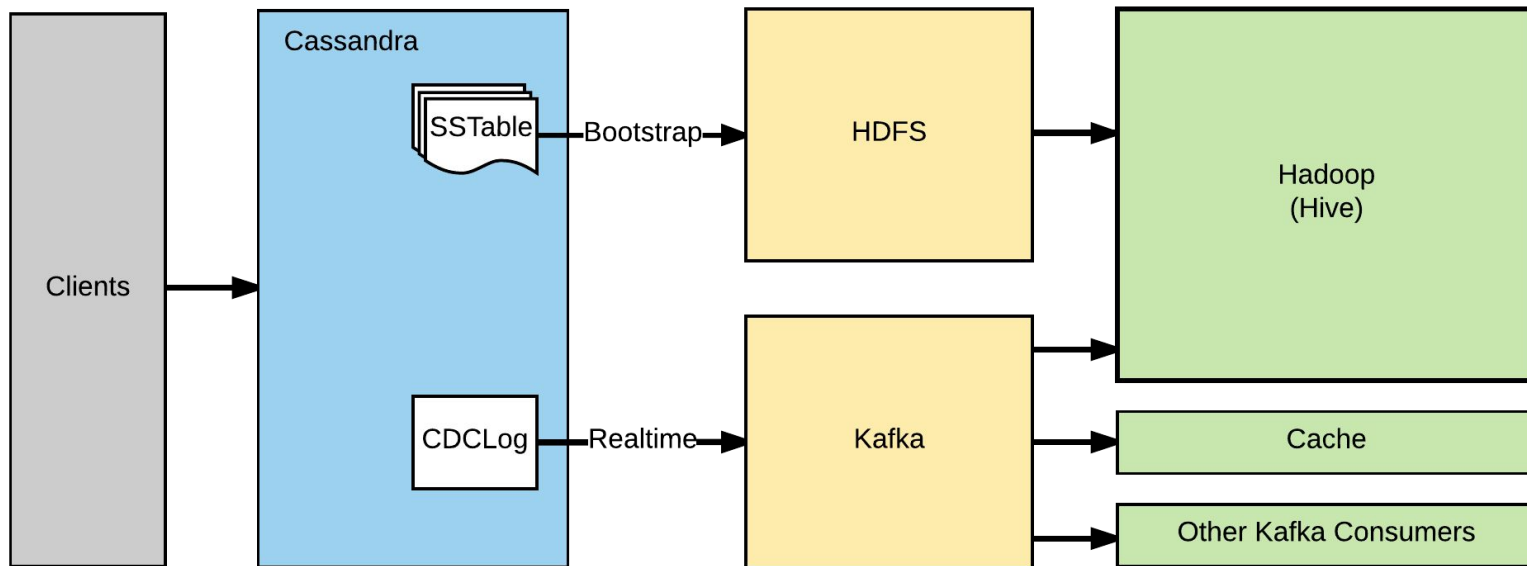 Cassandra
SSTable
Bootstrap
HDFS
Hadoop
(Hive)
Clients
CDCLog
Realtime
Kafka
Cache
Other Kafka Consumers